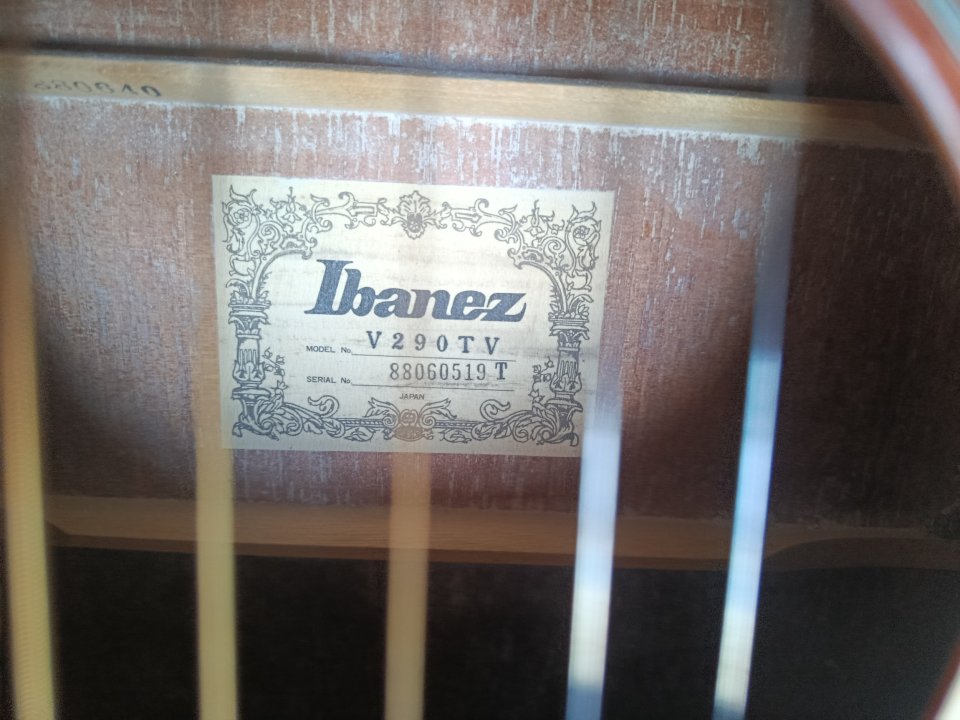 Ibanez
MODEL No. V290TV
SERIAL No. 88060519 T
JAPAN